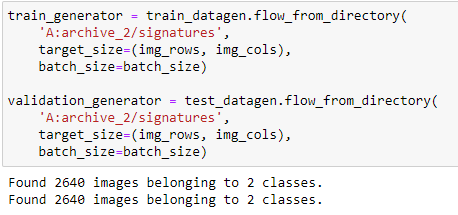 train_generator = train_datagen.flow_from_directory(
    'A:archive_2/signatures',
    target_size=(img_rows, img_cols),
    batch_size=batch_size)

validation_generator = test_datagen.flow_from_directory(
    'A:archive_2/signatures',
    target_size=(img_rows, img_cols),
    batch_size=batch_size)

Found 2640 images belonging to 2 classes.
Found 2640 images belonging to 2 classes.